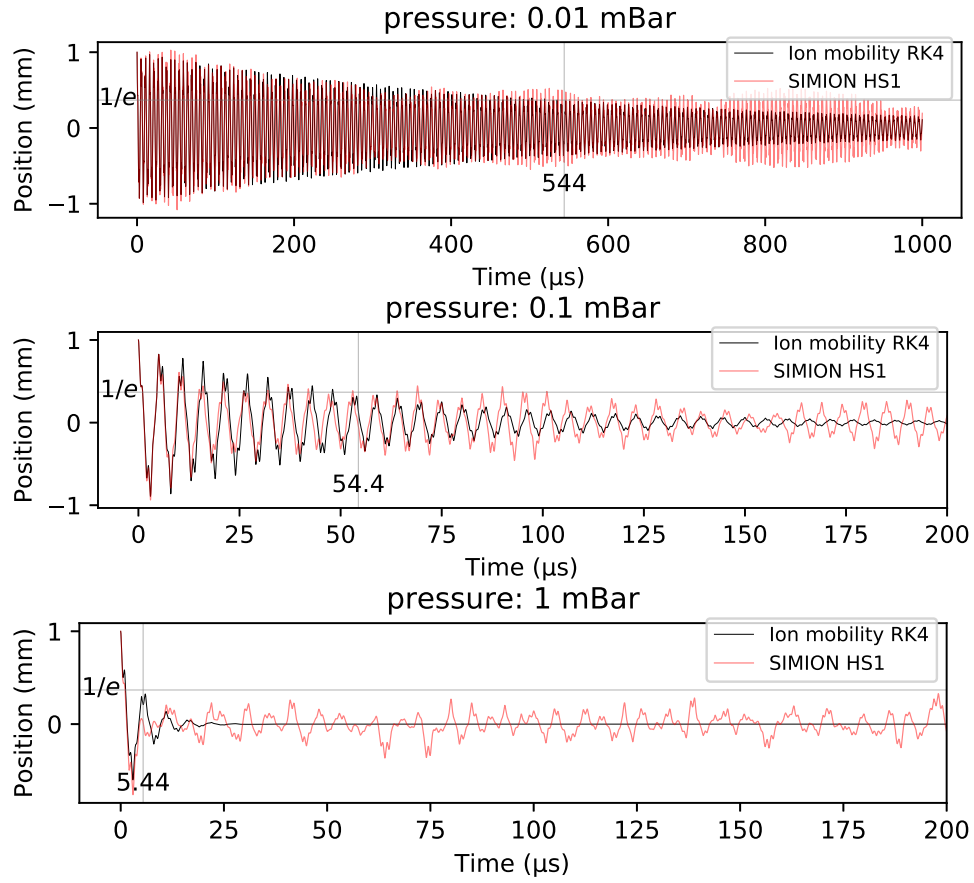 pressure: 0.01 mBar
Position (mm)
1
0
−1
1/e
544
Ion mobility RK4
SIMION HS1
0 200 400 600 800 1000
Time (µs)
pressure: 0.1 mBar
Position (mm)
1
0
−1
1/e
54.4
Ion mobility RK4
SIMION HS1
0 25 50 75 100 125 150 175 200
Time (µs)
pressure: 1 mBar
Position (mm)
1
0
1/e
5.44
Ion mobility RK4
SIMION HS1
0 25 50 75 100 125 150 175 200
Time (µs)